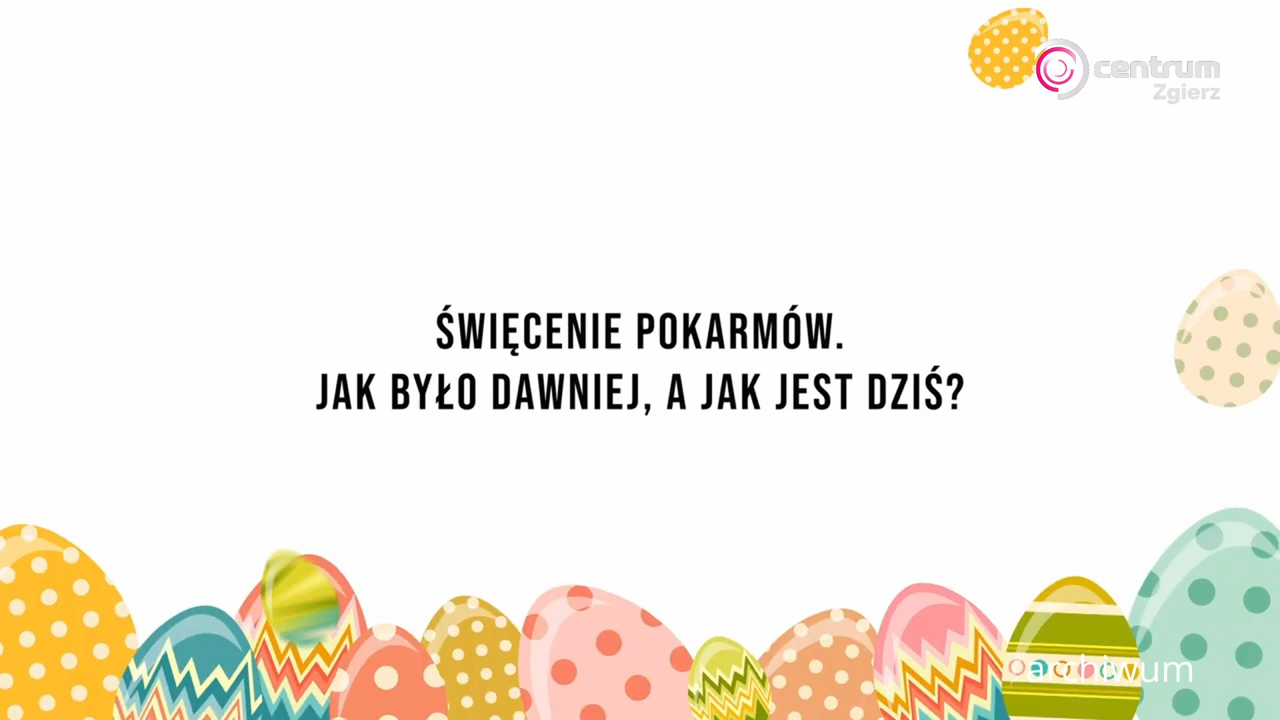 centrum
Zgierz
ŚWIĘCENIE POKARMÓW.
JAK BYŁO DAWNIEJ, A JAK JEST DZIŚ?
archiwum